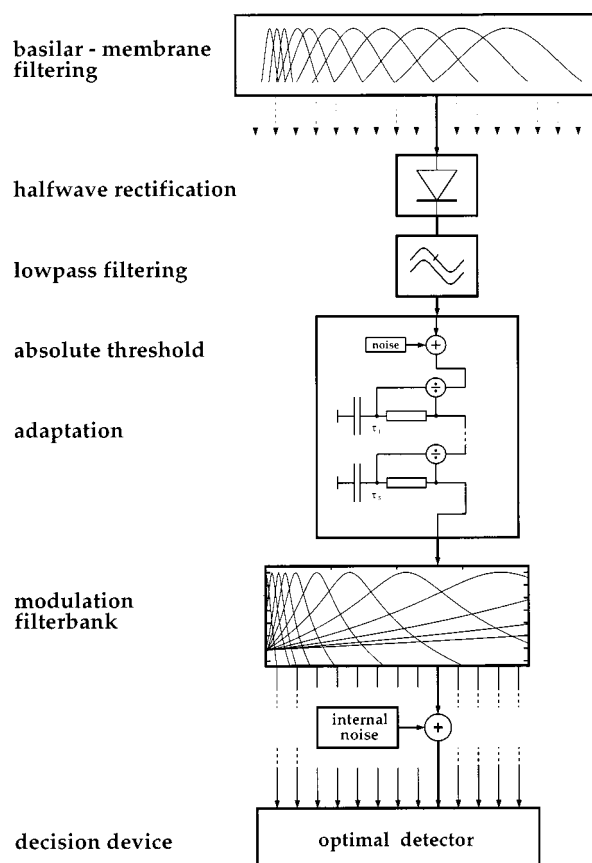 basilar - membrane
filtering
halfwave rectification
lowpass filtering
absolute threshold
noise
+
adaptation
÷
τ₁
÷
τ₅
modulation
filterbank
internal
noise
+
decision device
optimal detector